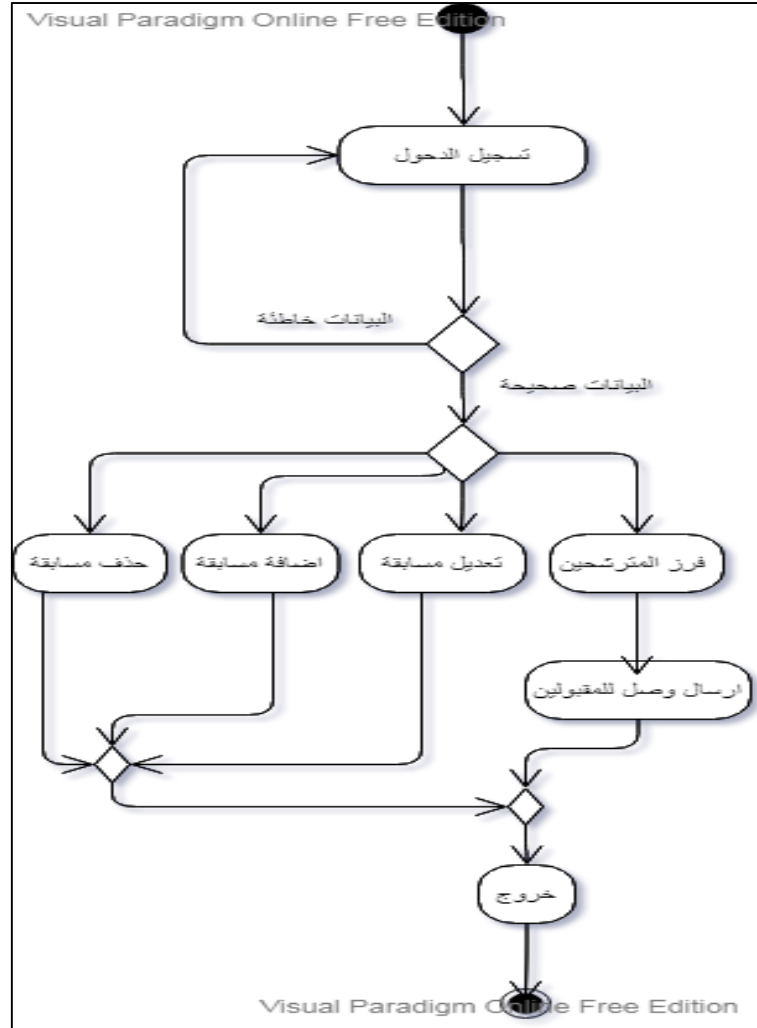 Visual Paradigm Online Free Edition
تسجيل الدحول
البيانات خاطئة
البيانات صحيحة
فرز المترشحين
تعديل مسابقة
اضافة مسابقة
حذف مسابقة
ارسال وصل للمقبولين
خروج
Visual Paradigm Online Free Edition